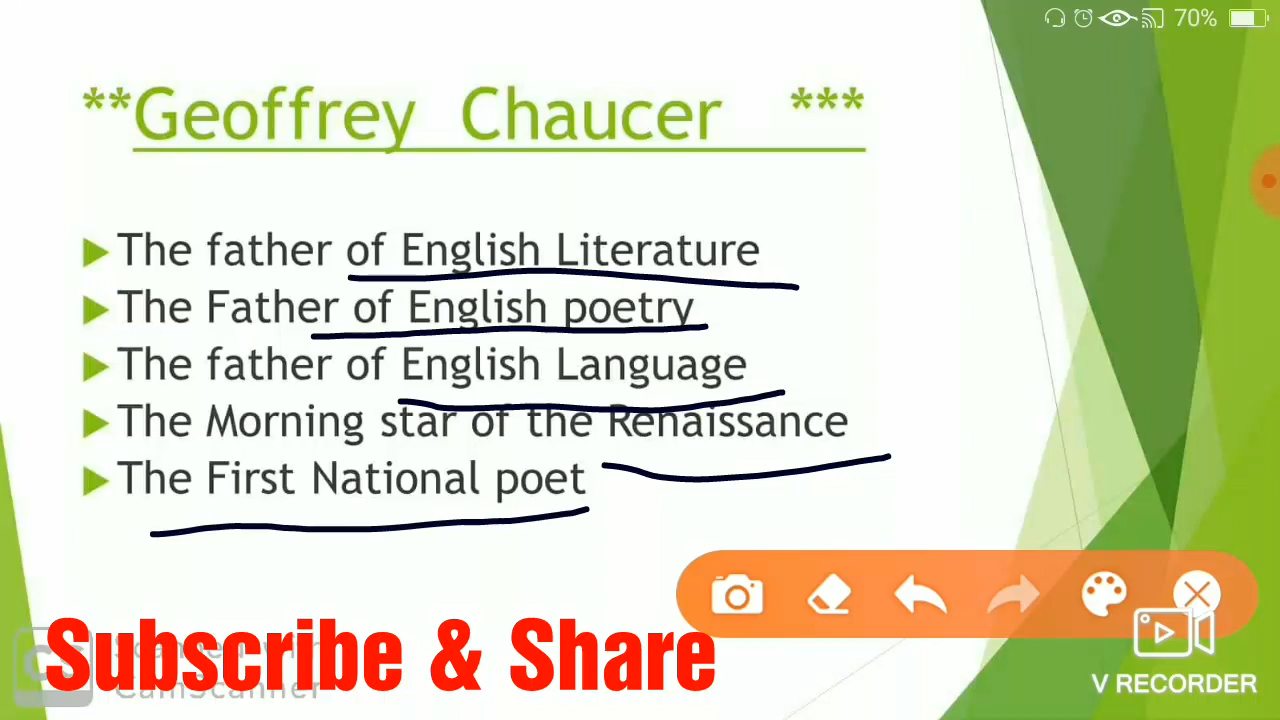 70%
**Geoffrey Chaucer ***
The father of English Literature
The Father of English poetry
The father of English Language
The Morning star of the Renaissance
The First National poet
Subscribe & Share
CamScanner
V RECORDER